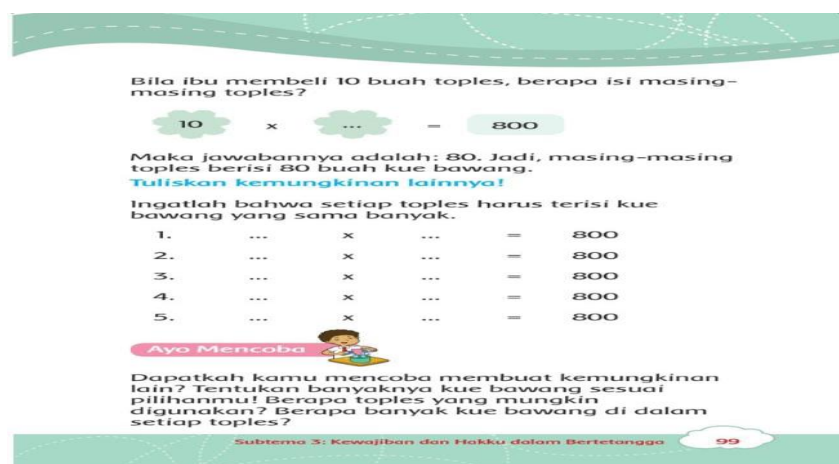 Bila ibu membeli 10 buah toples, berapa isi masing-
masing toples?
10 x ... = 800
Maka jawabannya adalah: 80. Jadi, masing-masing
toples berisi 80 buah kue bawang.
Tuliskan kemungkinan lainnya!
Ingatlah bahwa setiap toples harus terisi kue
bawang yang sama banyak.
1. ... x ... = 800
2. ... x ... = 800
3. ... x ... = 800
4. ... x ... = 800
5. ... x ... = 800
Ayo Mencoba
Dapatkah kamu mencoba membuat kemungkinan
lain? Tentukan banyaknya kue bawang sesuai
pilihanmu! Berapa toples yang mungkin
digunakan? Berapa banyak kue bawang di dalam
setiap toples?
Subtema 3: Kewajiban dan Hakku dalam Bertetangga 99